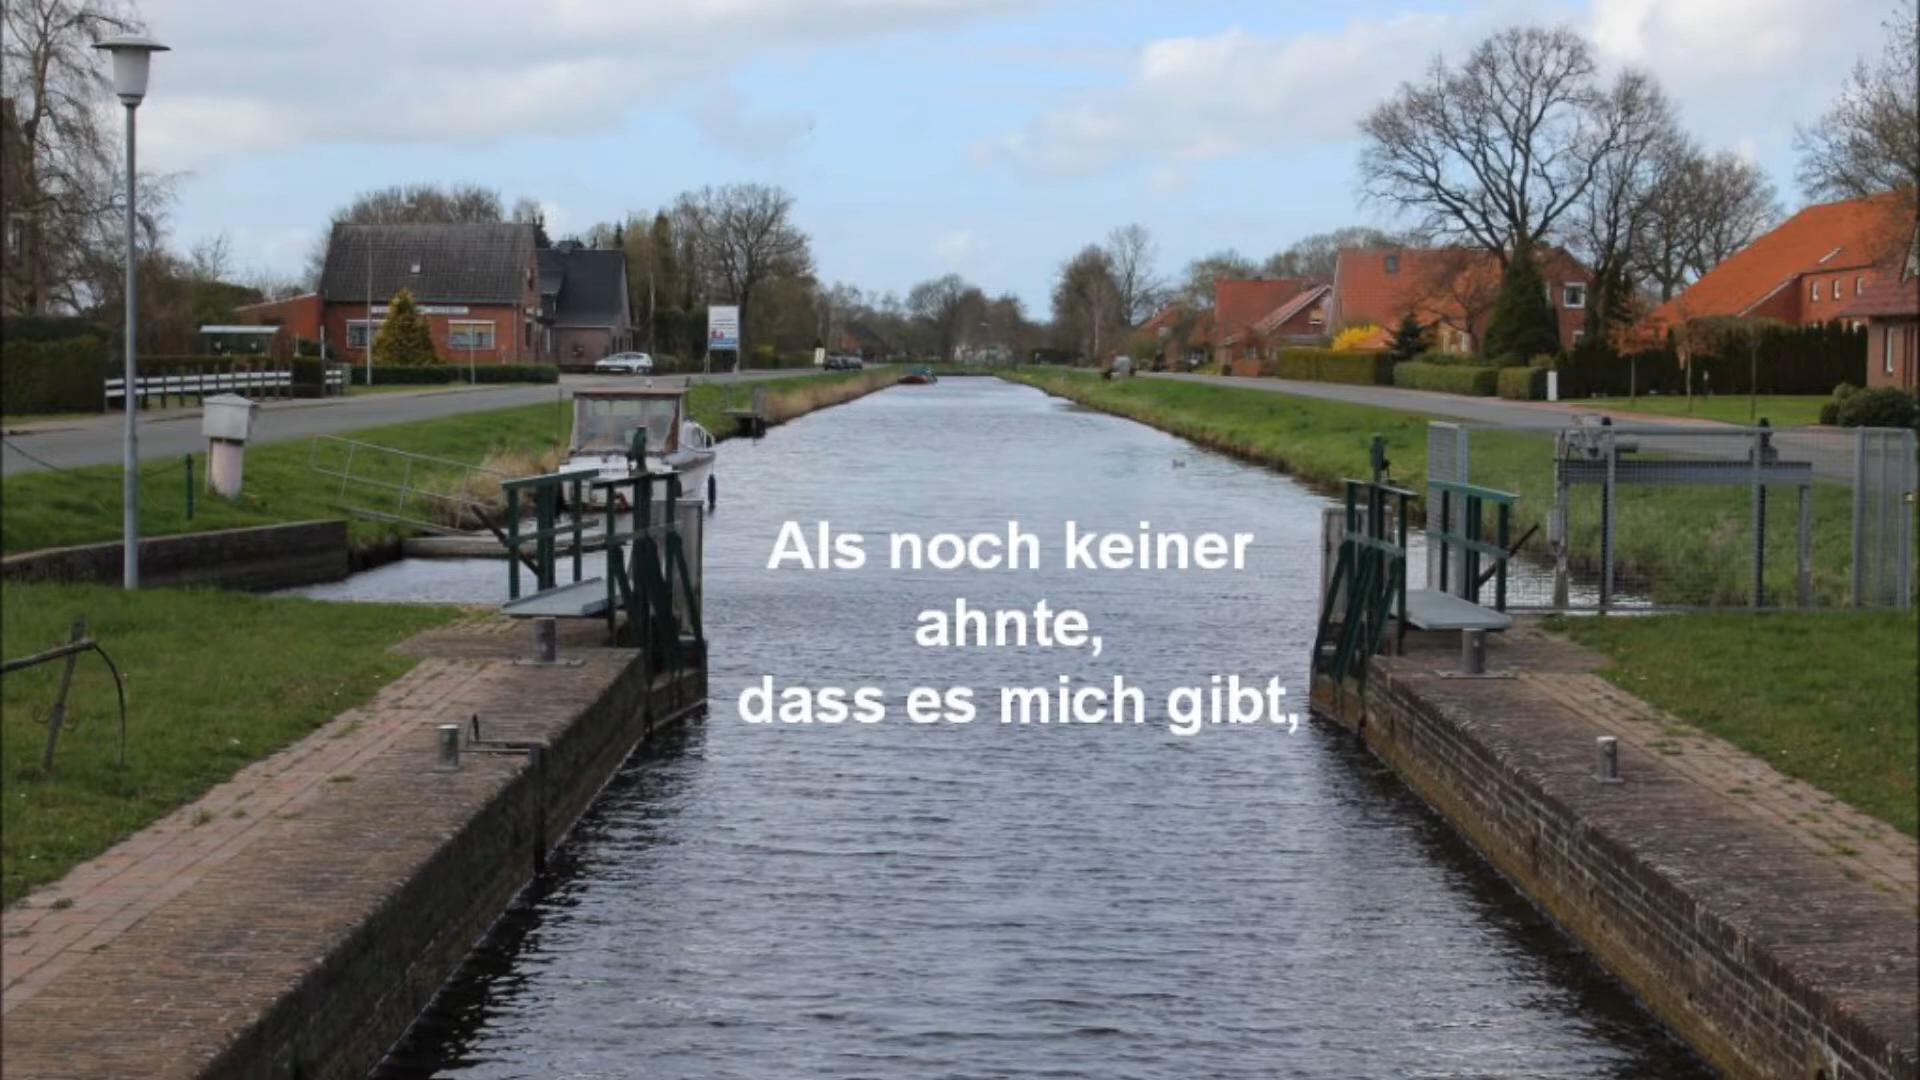 Als noch keiner
ahnte,
dass es mich gibt,